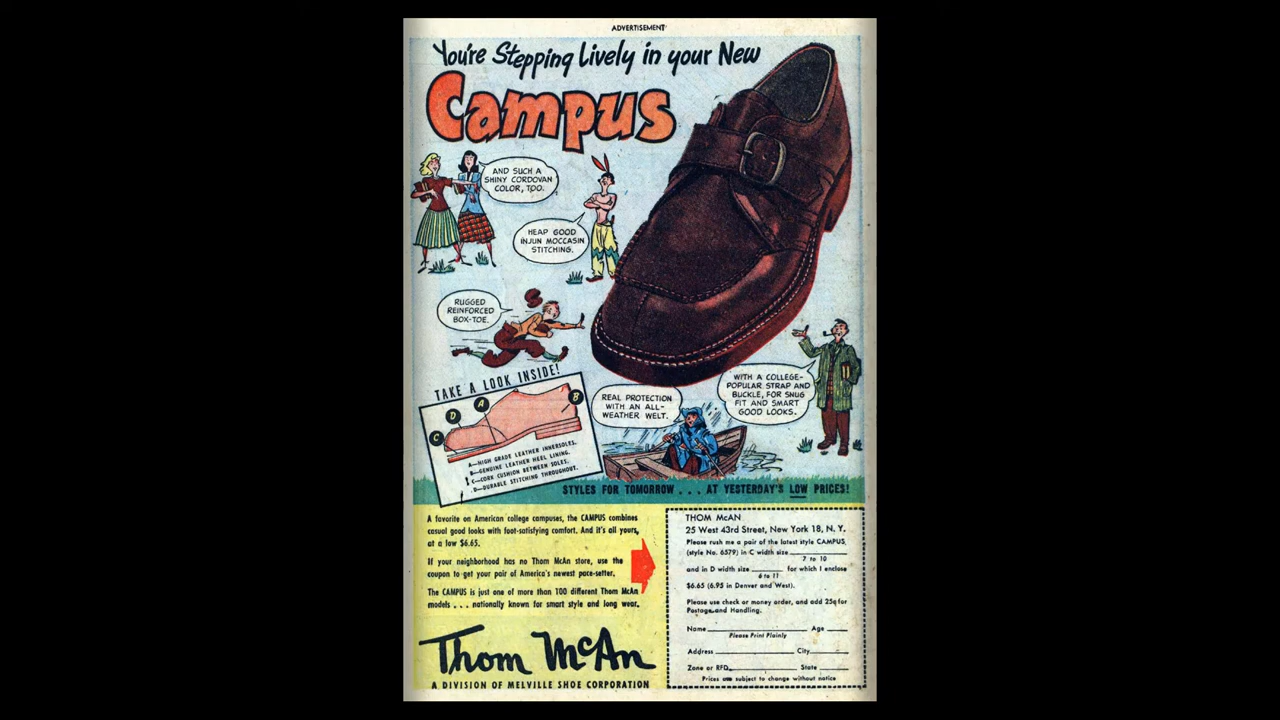 ADVERTISEMENT
You're Stepping Lively in your New
Campus
AND SUCH A
SHINY CORDOVAN
COLOR, TOO.
HEAP GOOD
INJUN MOCCASIN
STITCHING.
RUGGED
REINFORCED
BOX-TOE.
WITH A COLLEGE-
POPULAR STRAP AND
BUCKLE, FOR SNUG
FIT AND SMART
GOOD LOOKS.
REAL PROTECTION
WITH AN ALL-
WEATHER WELT.
TAKE A LOOK INSIDE!
A
B
D
C
A—HIGH GRADE LEATHER INNERSOLES.
B—GENUINE LEATHER HEEL LINING.
C—CORK CUSHION BETWEEN SOLES.
D—DURABLE STITCHING THROUGHOUT.
STYLES FOR TOMORROW . . . AT YESTERDAY'S LOW PRICES!
A favorite on American college campuses, the CAMPUS combines
casual good looks with foot-satisfying comfort. And it's all yours,
at a low $6.65.
If your neighborhood has no Thom McAn store, use the
coupon to get your pair of America's newest pace-setter.
The CAMPUS is just one of more than 100 different Thom McAn
models . . . nationally known for smart style and long wear.
Thom McAn
A DIVISION OF MELVILLE SHOE CORPORATION
THOM McAN
25 West 43rd Street, New York 18, N. Y.
Please rush me a pair of the latest style CAMPUS,
(style No. 6579) in C width size
7 to 10
and in D width size for which I enclose
6 to 11
$6.65 (6.95 in Denver and West).
Please use check or money order, and add 25¢ for
Postage and Handling.
Name Age
Please Print Plainly
Address City
Zone or RFD State
Prices are subject to change without notice